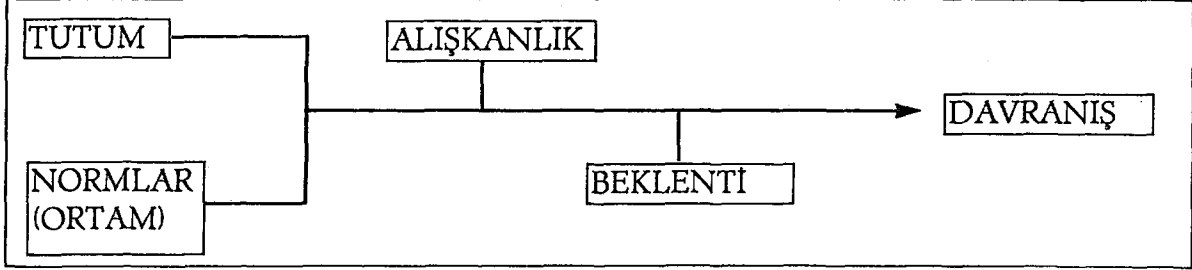 TUTUM
ALIŞKANLIK
DAVRANIŞ
NORMLAR
(ORTAM)
BEKLENTİ